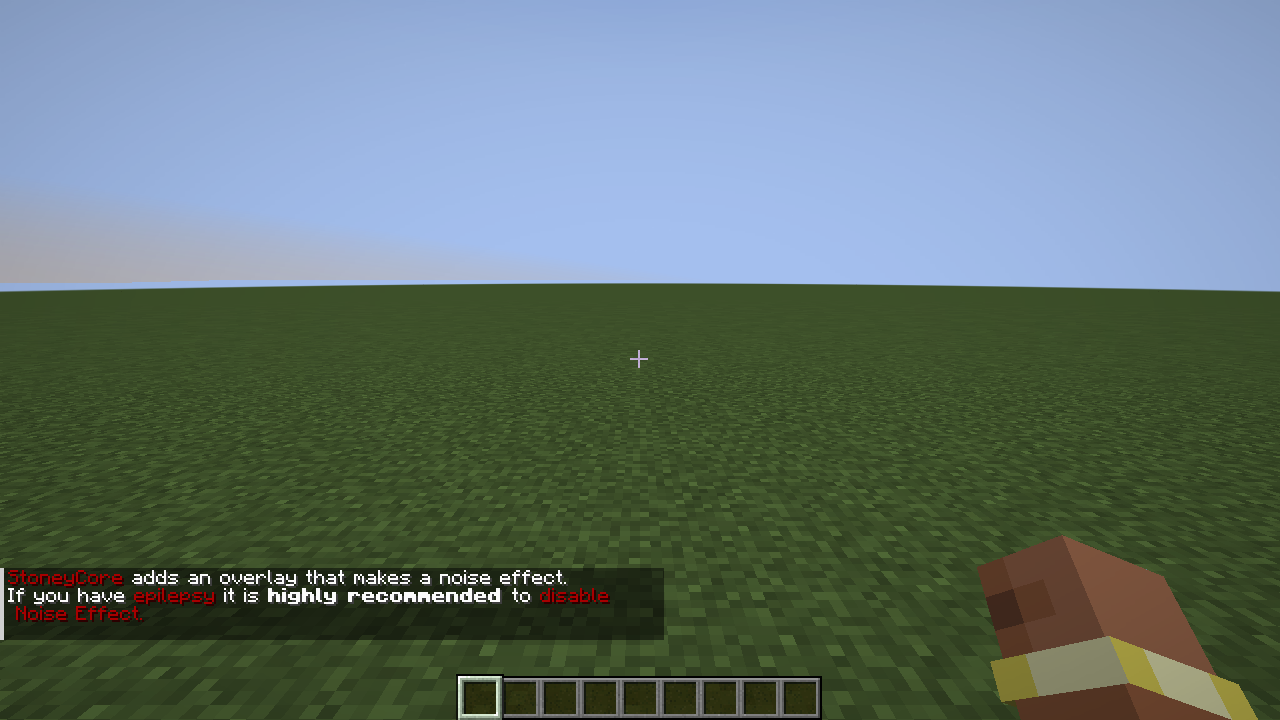 StoneyCore adds an overlay that makes a noise effect.
If you have epilepsy it is highly recommended to disable
Noise Effect.